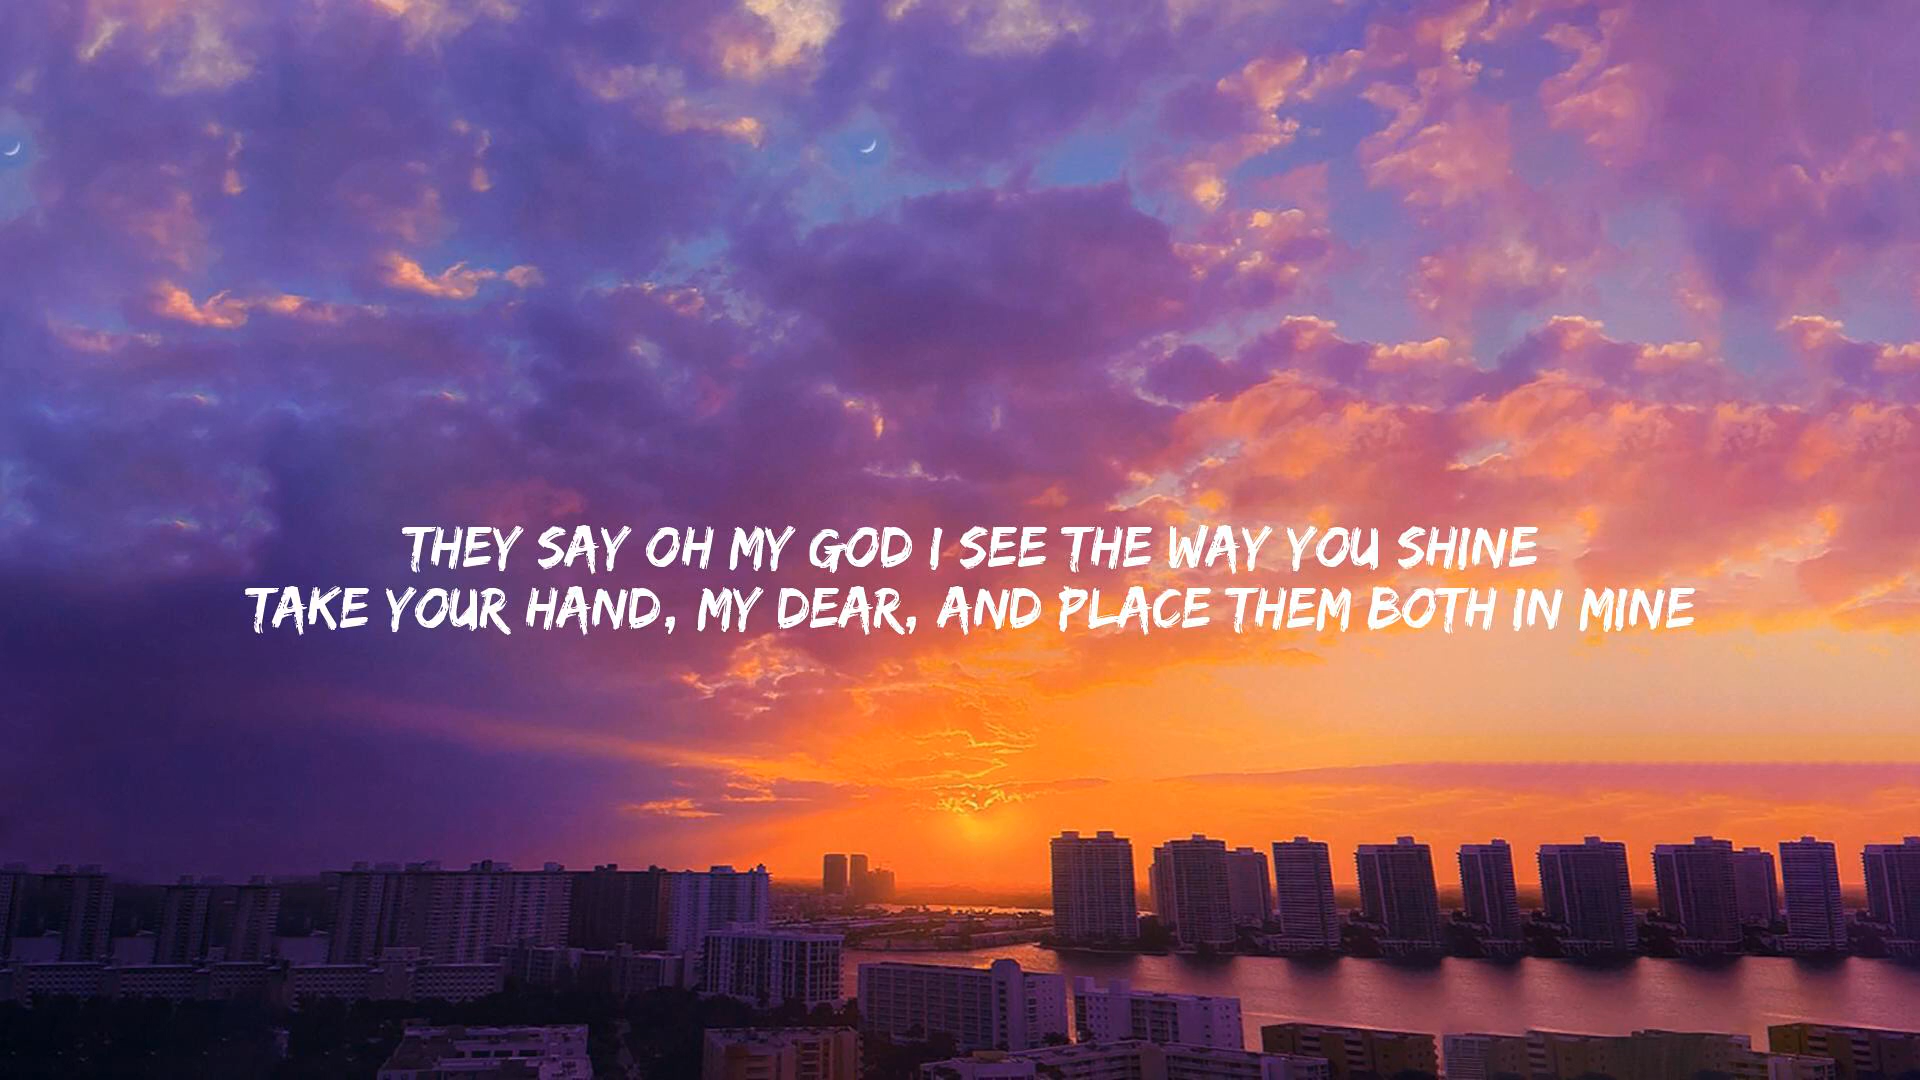 THEY SAY OH MY GOD I SEE THE WAY YOU SHINE
TAKE YOUR HAND, MY DEAR, AND PLACE THEM BOTH IN MINE